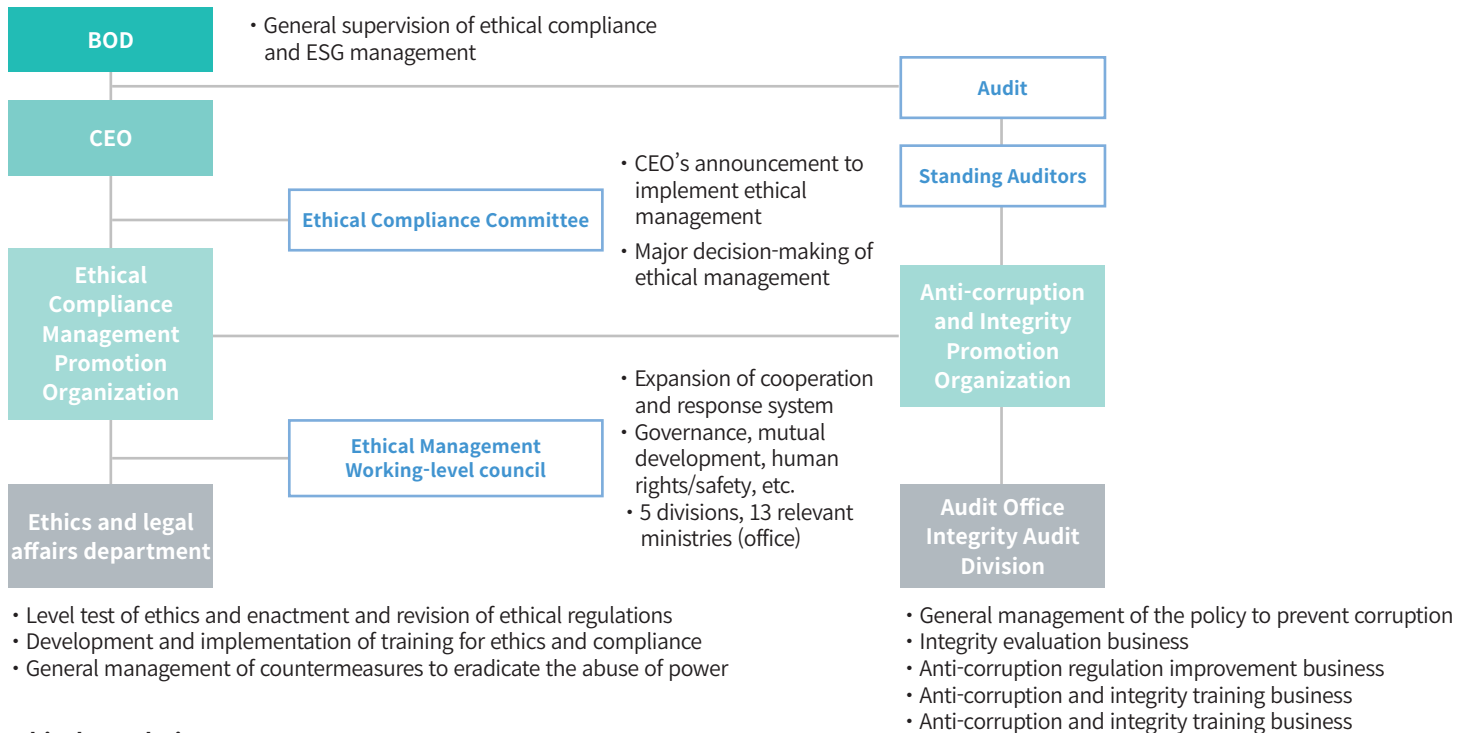 BOD
・General supervision of ethical compliance
and ESG management
Audit
CEO
Standing Auditors
Ethical Compliance Committee
・CEO’s announcement to
implement ethical
management
・Major decision-making of
ethical management
Ethical
Compliance
Management
Promotion
Organization
Anti-corruption
and Integrity
Promotion
Organization
Ethical Management
Working-level council
・Expansion of cooperation
and response system
・Governance, mutual
development, human
rights/safety, etc.
・5 divisions, 13 relevant
ministries (office)
Ethics and legal
affairs department
Audit Office
Integrity Audit
Division
・Level test of ethics and enactment and revision of ethical regulations
・Development and implementation of training for ethics and compliance
・General management of countermeasures to eradicate the abuse of power
・General management of the policy to prevent corruption
・Integrity evaluation business
・Anti-corruption regulation improvement business
・Anti-corruption and integrity training business
・Anti-corruption and integrity training business